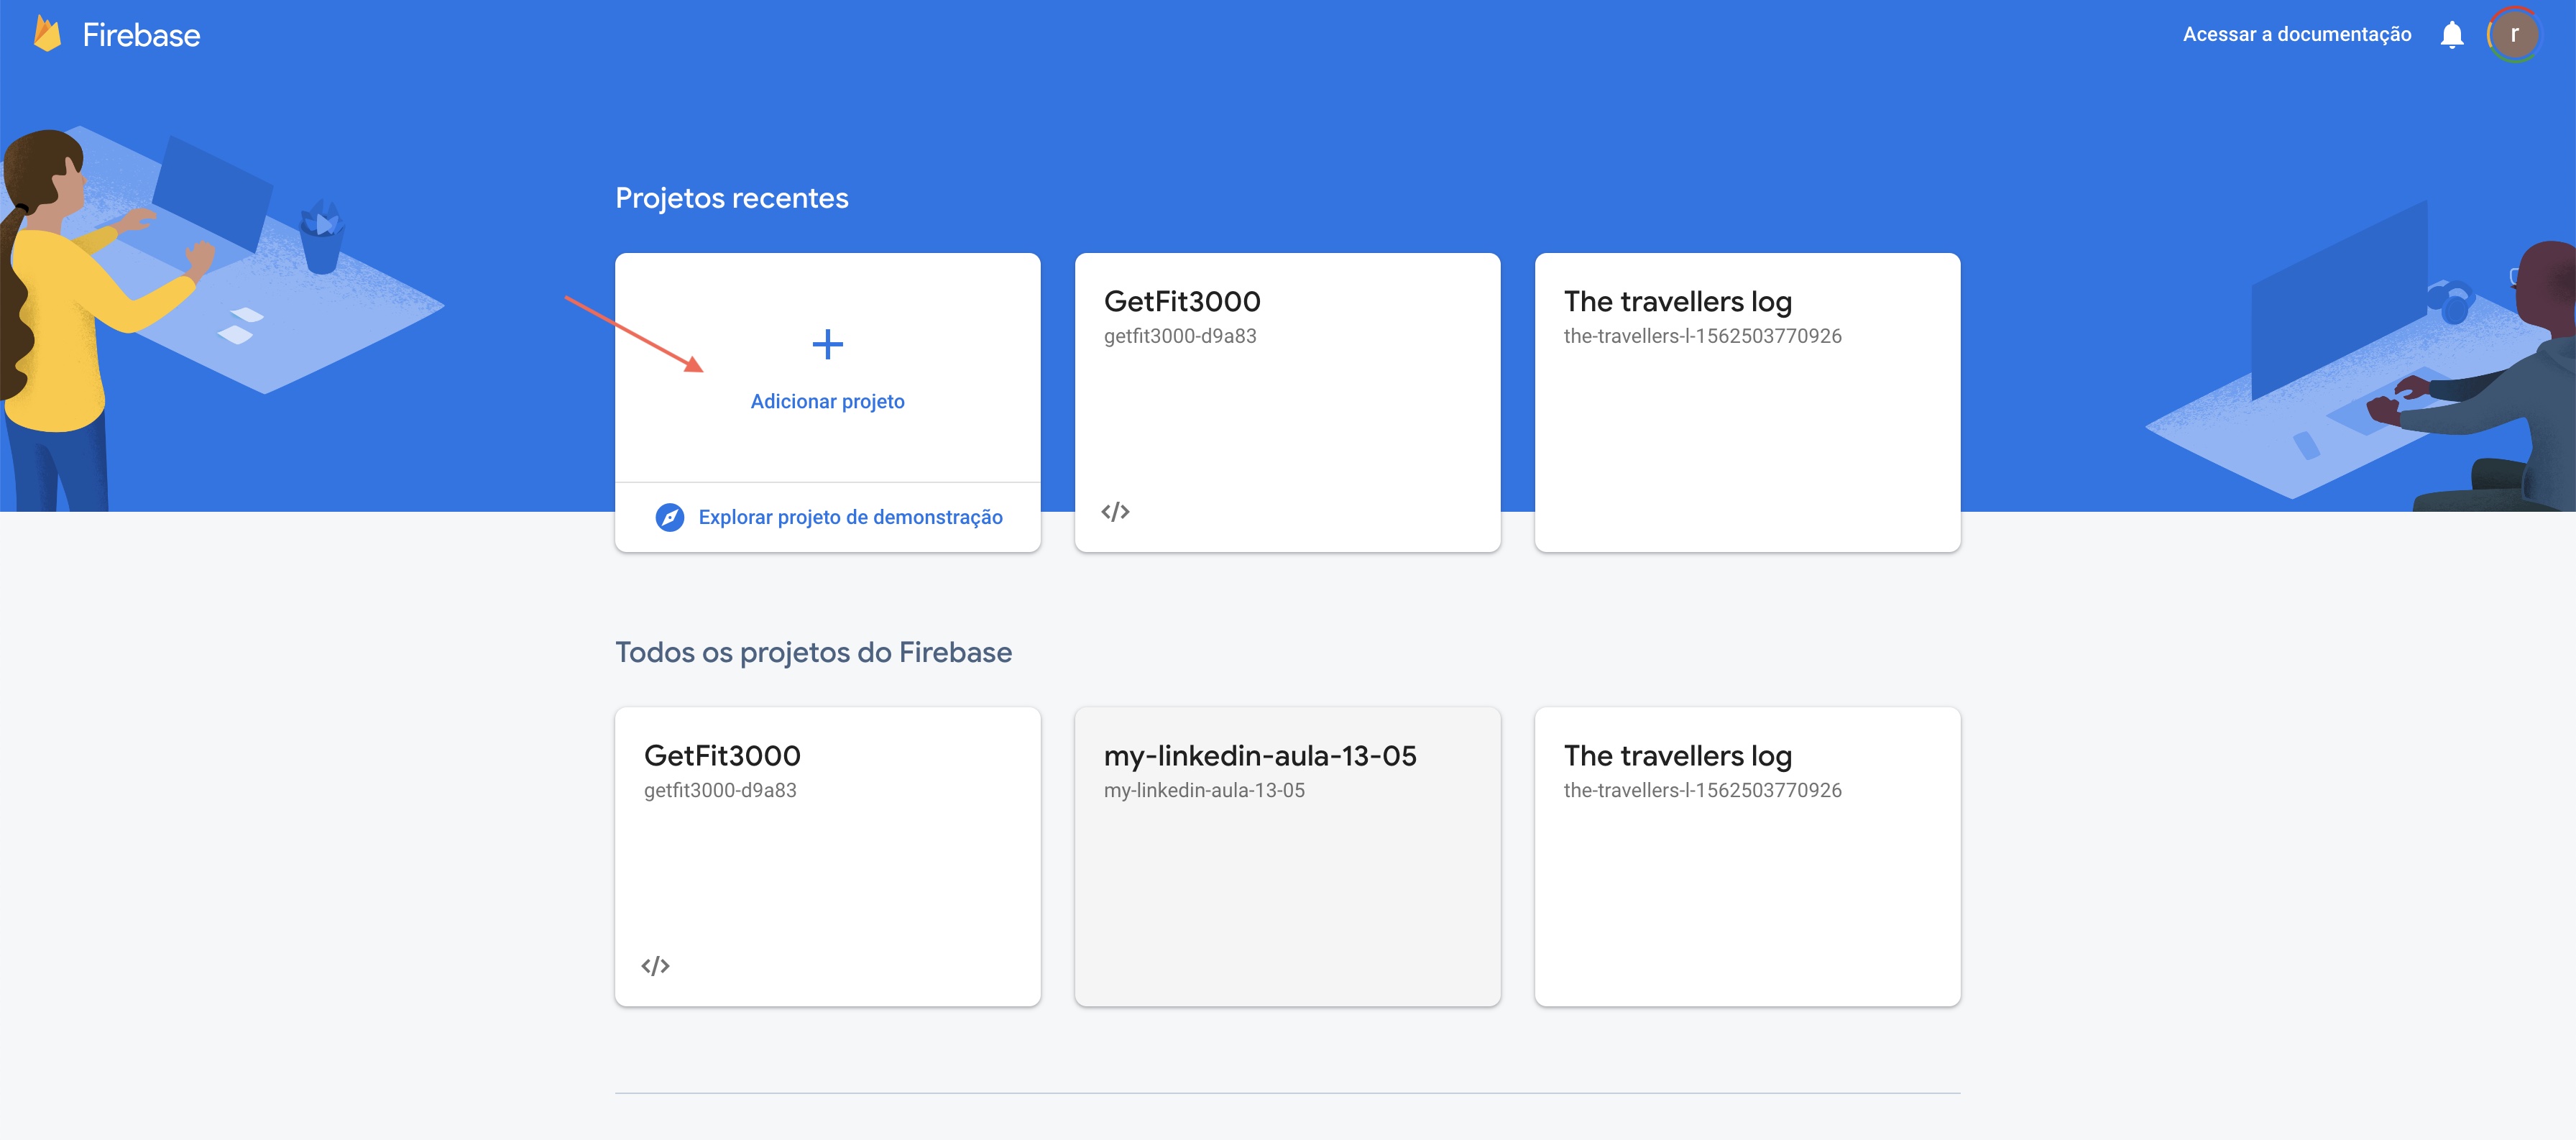 Firebase
Acessar a documentação
r
Projetos recentes
Adicionar projeto
Explorar projeto de demonstração
GetFit3000
getfit3000-d9a83
</>
The travellers log
the-travellers-l-1562503770926
Todos os projetos do Firebase
GetFit3000
getfit3000-d9a83
</>
my-linkedin-aula-13-05
my-linkedin-aula-13-05
The travellers log
the-travellers-l-1562503770926